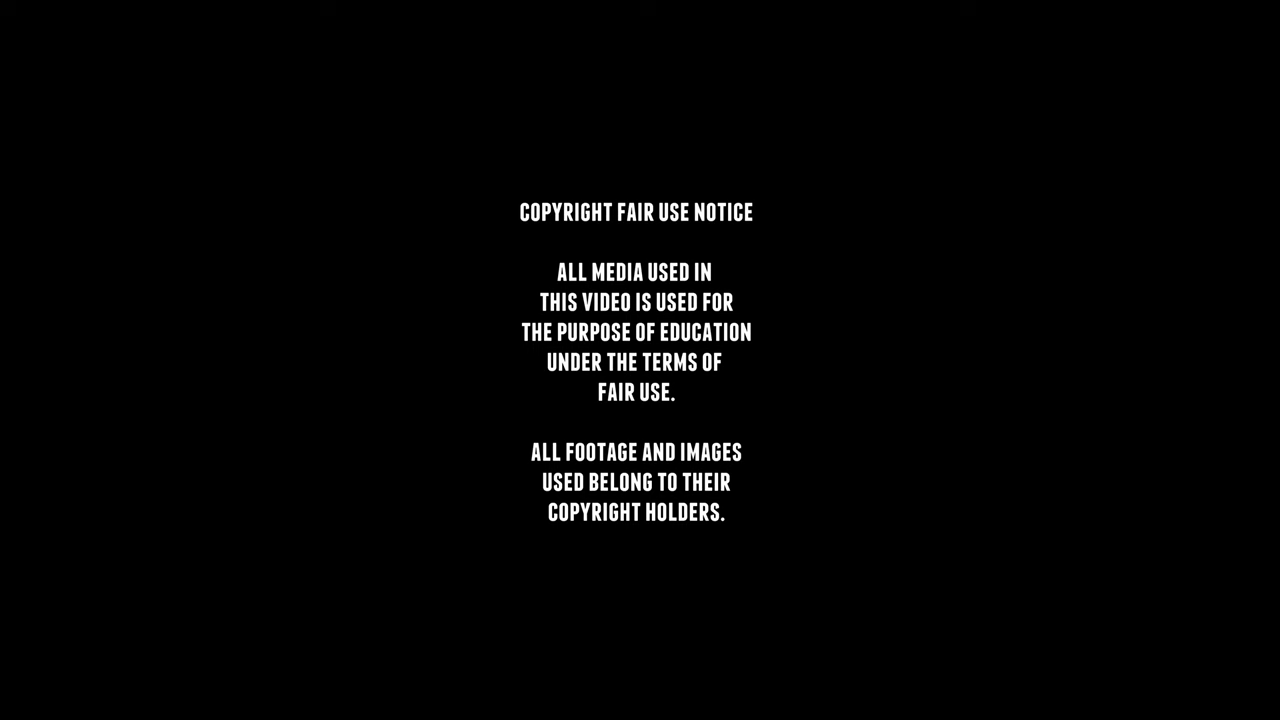 COPYRIGHT FAIR USE NOTICE
ALL MEDIA USED IN
THIS VIDEO IS USED FOR
THE PURPOSE OF EDUCATION
UNDER THE TERMS OF
FAIR USE.
ALL FOOTAGE AND IMAGES
USED BELONG TO THEIR
COPYRIGHT HOLDERS.